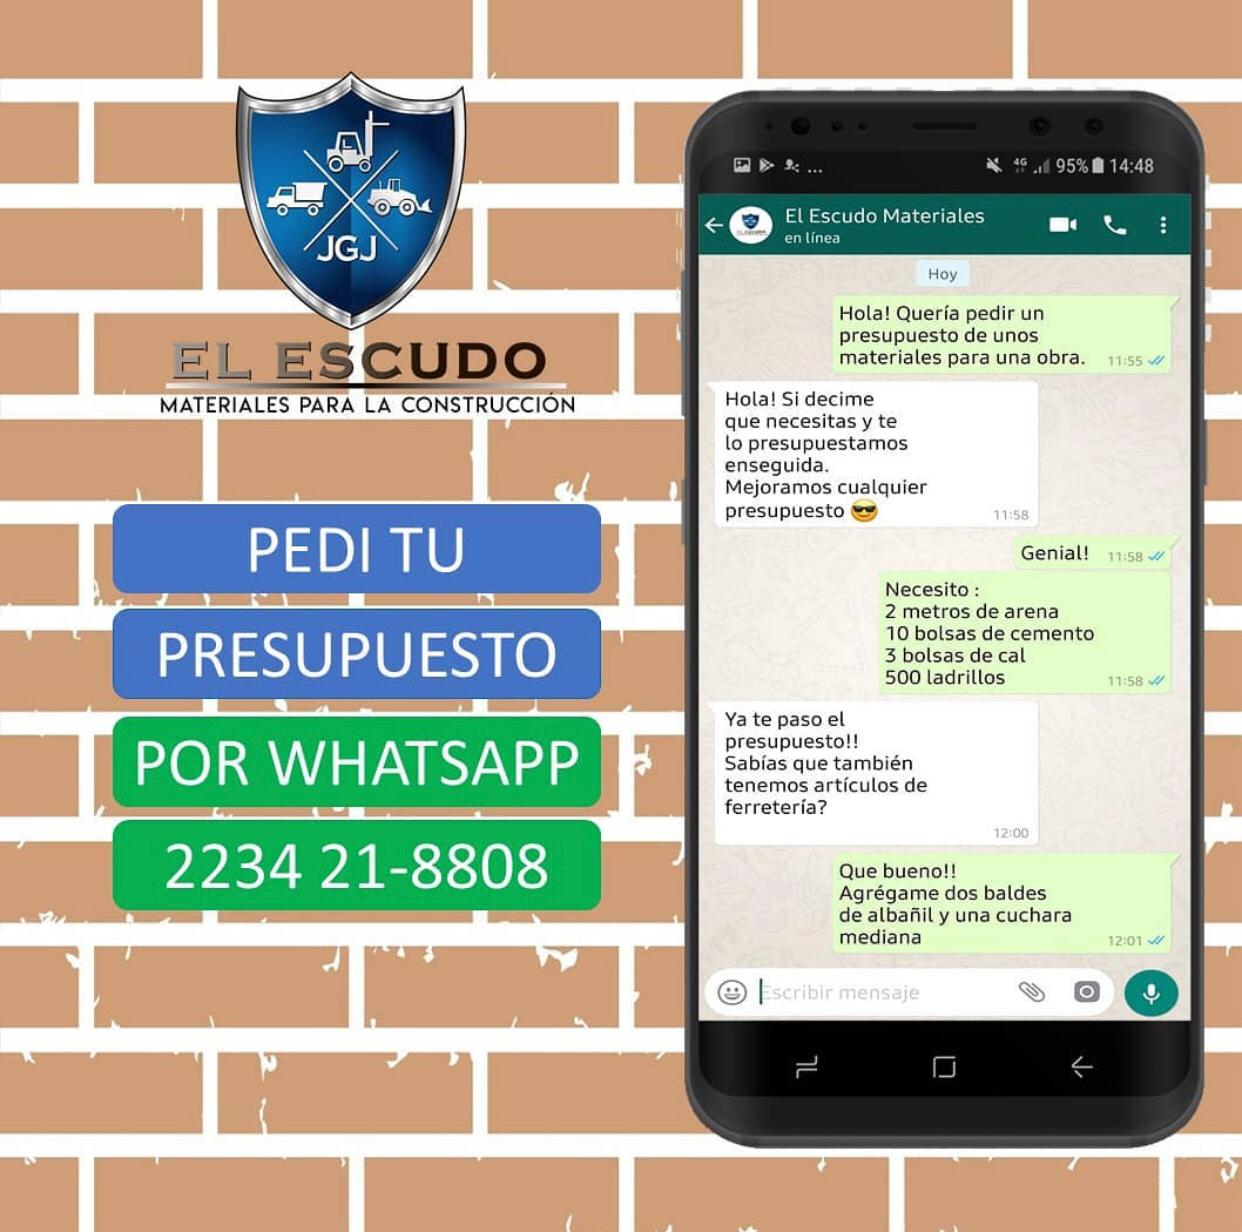 JGJ
EL ESCUDO
MATERIALES PARA LA CONSTRUCCIÓN
PEDI TU
PRESUPUESTO
POR WHATSAPP
2234 21-8808
... 4G 95% 14:48
El Escudo Materiales
en línea
Hoy
Hola! Quería pedir un
presupuesto de unos
materiales para una obra. 11:55
Hola! Si decime
que necesitas y te
lo presupuestamos
enseguida.
Mejoramos cualquier
presupuesto 😎 11:58
Genial! 11:58
Necesito :
2 metros de arena
10 bolsas de cemento
3 bolsas de cal
500 ladrillos 11:58
Ya te paso el
presupuesto!!
Sabías que también
tenemos artículos de
ferretería?
12:00
Que bueno!!
Agrégame dos baldes
de albañil y una cuchara
mediana 12:01
Escribir mensaje